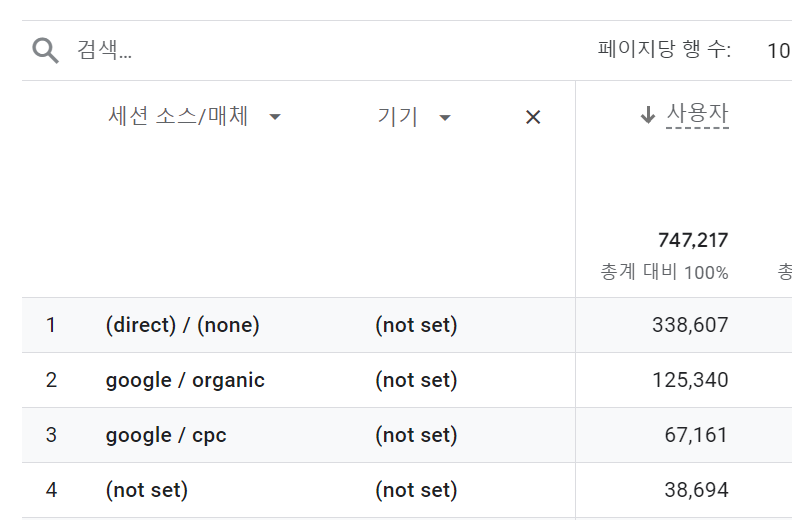 검색... 페이지당 행 수: 10
세션 소스/매체 기기 ↓ 사용자
747,217
총계 대비 100% 총
1 (direct) / (none) (not set) 338,607
2 google / organic (not set) 125,340
3 google / cpc (not set) 67,161
4 (not set) (not set) 38,694